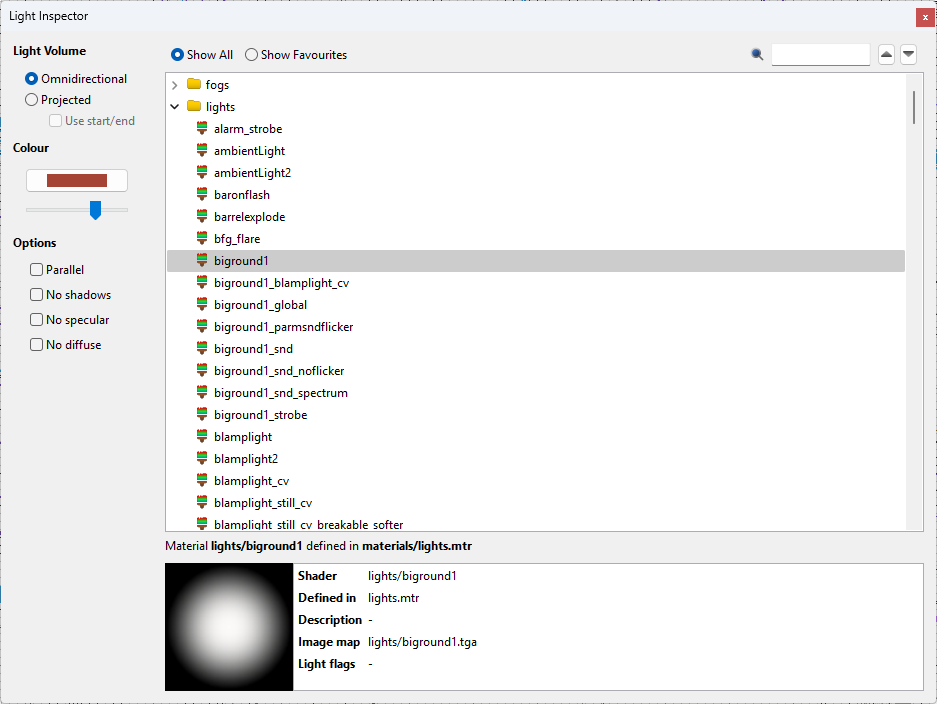 Light Inspector
x
Light Volume
Omnidirectional
Projected
Use start/end
Colour
Options
Parallel
No shadows
No specular
No diffuse
Show All Show Favourites
fogs
lights
alarm_strobe
ambientLight
ambientLight2
baronflash
barrelexplode
bfg_flare
biground1
biground1_blamplight_cv
biground1_global
biground1_parmsndflicker
biground1_snd
biground1_snd_noflicker
biground1_snd_spectrum
biground1_strobe
blamplight
blamplight2
blamplight_cv
blamplight_still_cv
blamplight_still_cv_breakable_softer
Material lights/biground1 defined in materials/lights.mtr
Shader lights/biground1
Defined in lights.mtr
Description -
Image map lights/biground1.tga
Light flags -